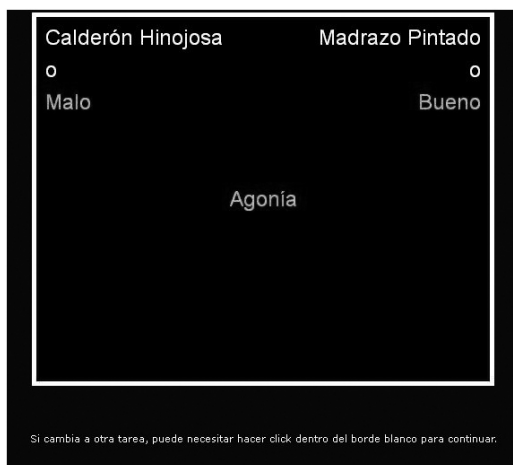 Calderón Hinojosa Madrazo Pintado
o o
Malo Bueno
Agonía
Si cambia a otra tarea, puede necesitar hacer click dentro del borde blanco para continuar.